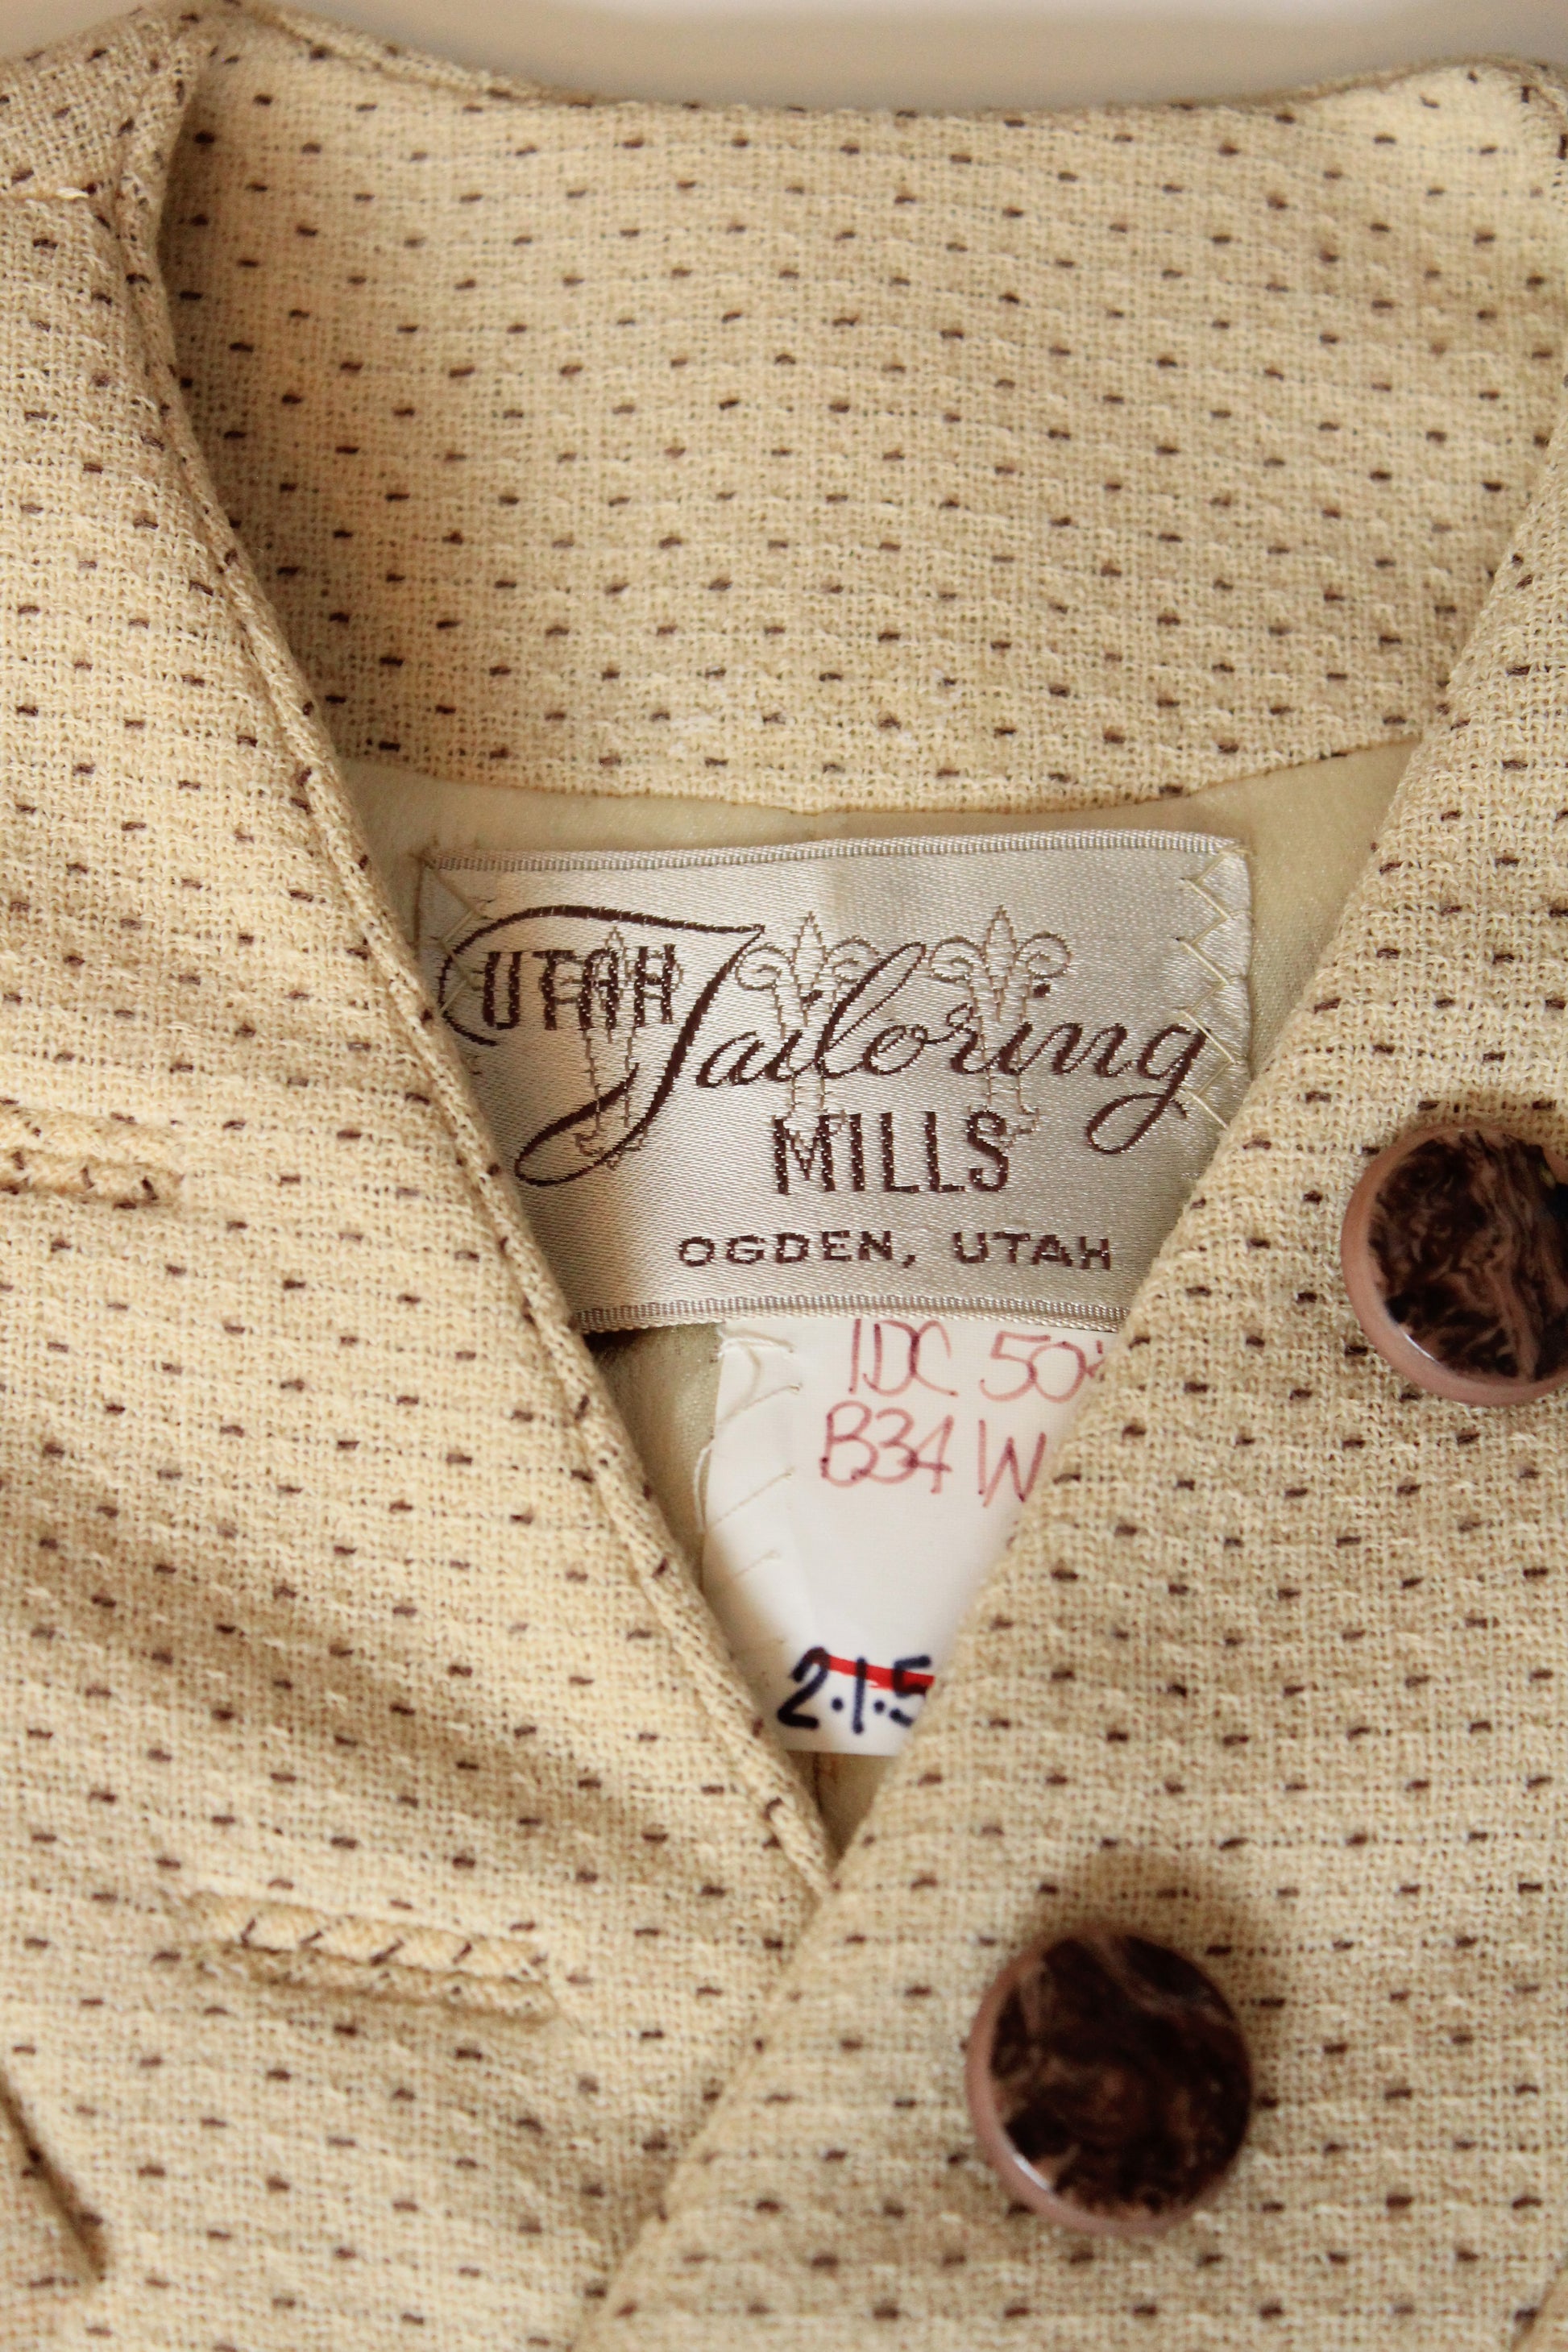 UTAH Tailoring
MILLS
OGDEN, UTAH
IDC 50
B34 W
2.1.5